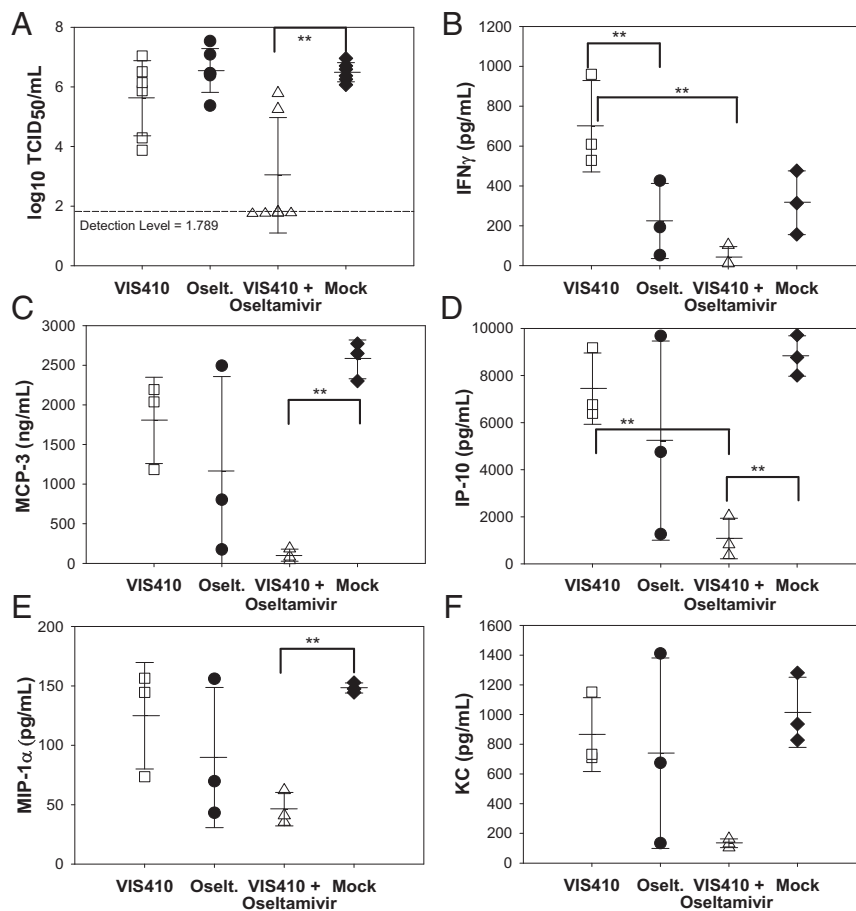 A
log10 TCID50/mL
8
6
4
2
0
**
Detection Level = 1.789
VIS410 Oselt. VIS410 + Mock
Oseltamivir
B
IFNγ (pg/mL)
1200
1000
800
600
400
200
0
**
**
VIS410 Oselt. VIS410 + Mock
Oseltamivir
C
MCP-3 (ng/mL)
3000
2500
2000
1500
1000
500
0
**
VIS410 Oselt. VIS410 + Mock
Oseltamivir
D
IP-10 (pg/mL)
10000
8000
6000
4000
2000
0
**
**
VIS410 Oselt. VIS410 + Mock
Oseltamivir
E
MIP-1α (pg/mL)
200
150
100
50
0
**
VIS410 Oselt. VIS410 + Mock
Oseltamivir
F
KC (pg/mL)
1600
1400
1200
1000
800
600
400
200
0
VIS410 Oselt. VIS410 + Mock
Oseltamivir